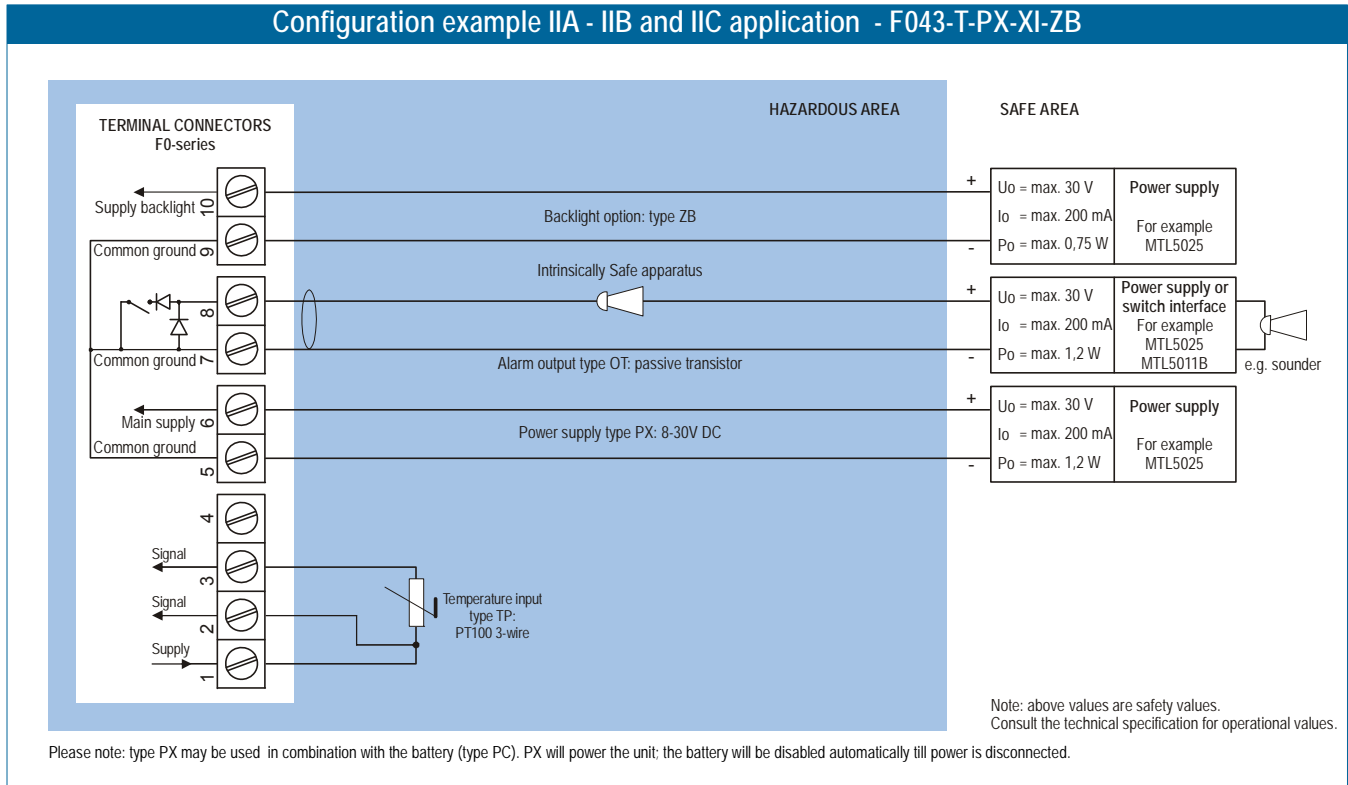 Configuration example IIA - IIB and IIC application - F043-T-PX-XI-ZB
HAZARDOUS AREA
SAFE AREA
TERMINAL CONNECTORS
F0-series
Supply backlight
10
Backlight option: type ZB
+
-
Uo = max. 30 V
Io = max. 200 mA
Po = max. 0,75 W
Power supply
For example
MTL5025
Common ground
9
Intrinsically Safe apparatus
8
Common ground
7
Alarm output type OT: passive transistor
+
-
Uo = max. 30 V
Io = max. 200 mA
Po = max. 1,2 W
Power supply or
switch interface
For example
MTL5025
MTL5011B
e.g. sounder
Main supply
6
Common ground
5
Power supply type PX: 8-30V DC
+
-
Uo = max. 30 V
Io = max. 200 mA
Po = max. 1,2 W
Power supply
For example
MTL5025
4
Signal
3
Signal
2
Supply
1
Temperature input
type TP:
PT100 3-wire
Note: above values are safety values.
Consult the technical specification for operational values.
Please note: type PX may be used in combination with the battery (type PC). PX will power the unit; the battery will be disabled automatically till power is disconnected.